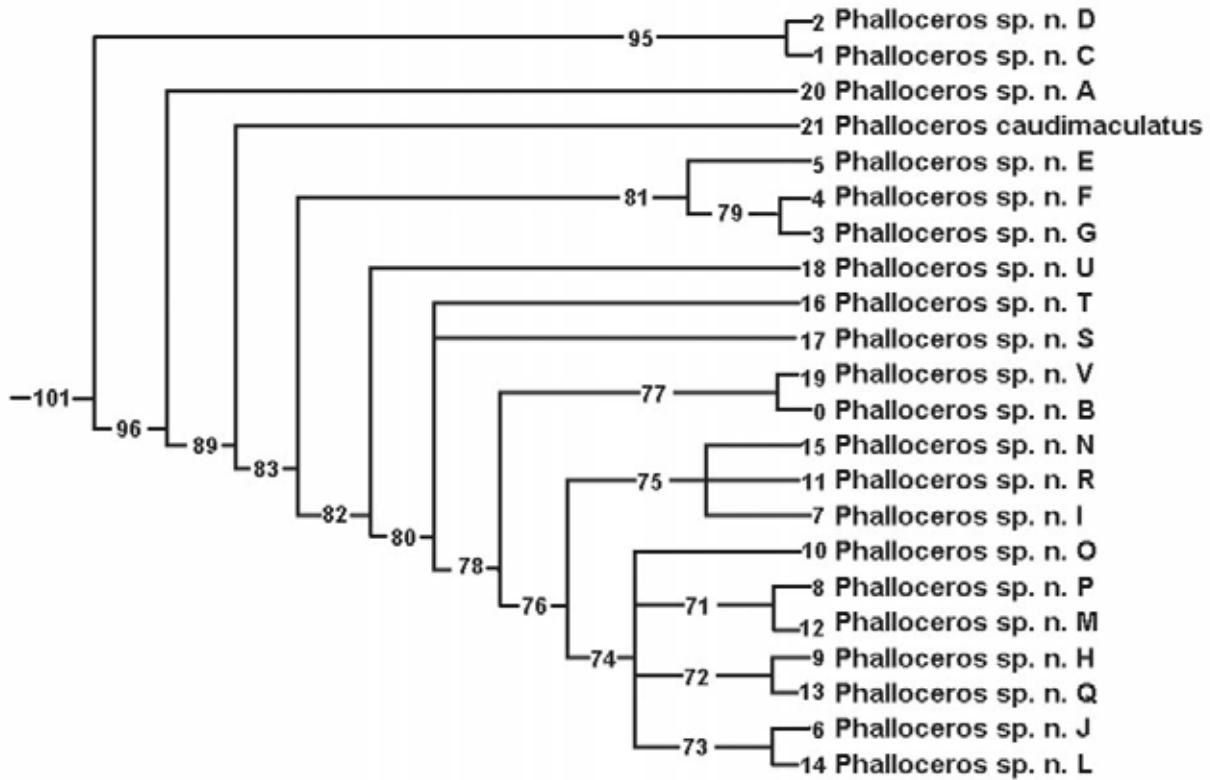 95
2 Phalloceros sp. n. D
1 Phalloceros sp. n. C
20 Phalloceros sp. n. A
21 Phalloceros caudimaculatus
5 Phalloceros sp. n. E
81
4 Phalloceros sp. n. F
79
3 Phalloceros sp. n. G
18 Phalloceros sp. n. U
16 Phalloceros sp. n. T
17 Phalloceros sp. n. S
19 Phalloceros sp. n. V
77
0 Phalloceros sp. n. B
101
96
89
15 Phalloceros sp. n. N
83
75
11 Phalloceros sp. n. R
82
7 Phalloceros sp. n. I
80
10 Phalloceros sp. n. O
78
8 Phalloceros sp. n. P
76
71
12 Phalloceros sp. n. M
74
9 Phalloceros sp. n. H
72
13 Phalloceros sp. n. Q
6 Phalloceros sp. n. J
73
14 Phalloceros sp. n. L